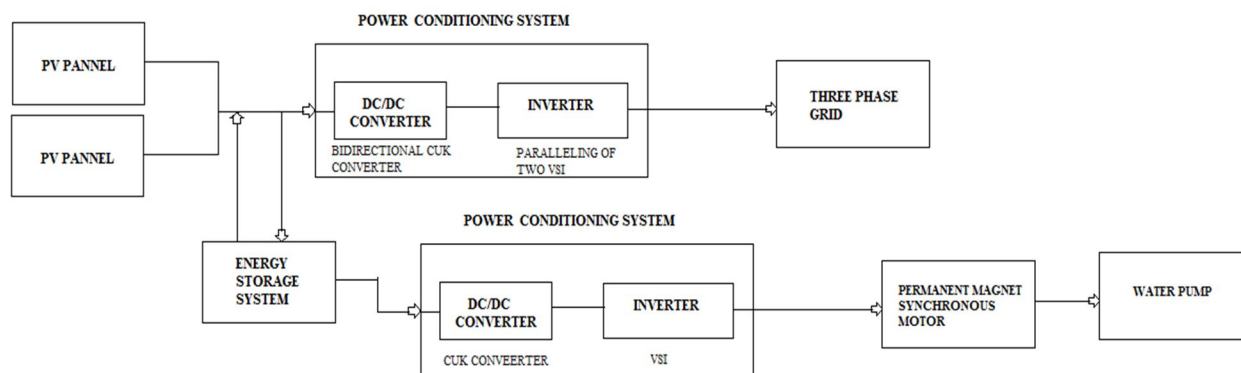 POWER CONDITIONING SYSTEM
PV PANNEL
DC/DC
CONVERTER
INVERTER
THREE PHASE
GRID
PV PANNEL
BIDIRECTIONAL CUK
CONVERTER
PARALLELING OF
TWO VSI
POWER CONDITIONING SYSTEM
ENERGY
STORAGE
SYSTEM
DC/DC
CONVERTER
INVERTER
PERMANENT MAGNET
SYNCHRONOUS
MOTOR
WATER PUMP
CUK CONVEERTER
VSI